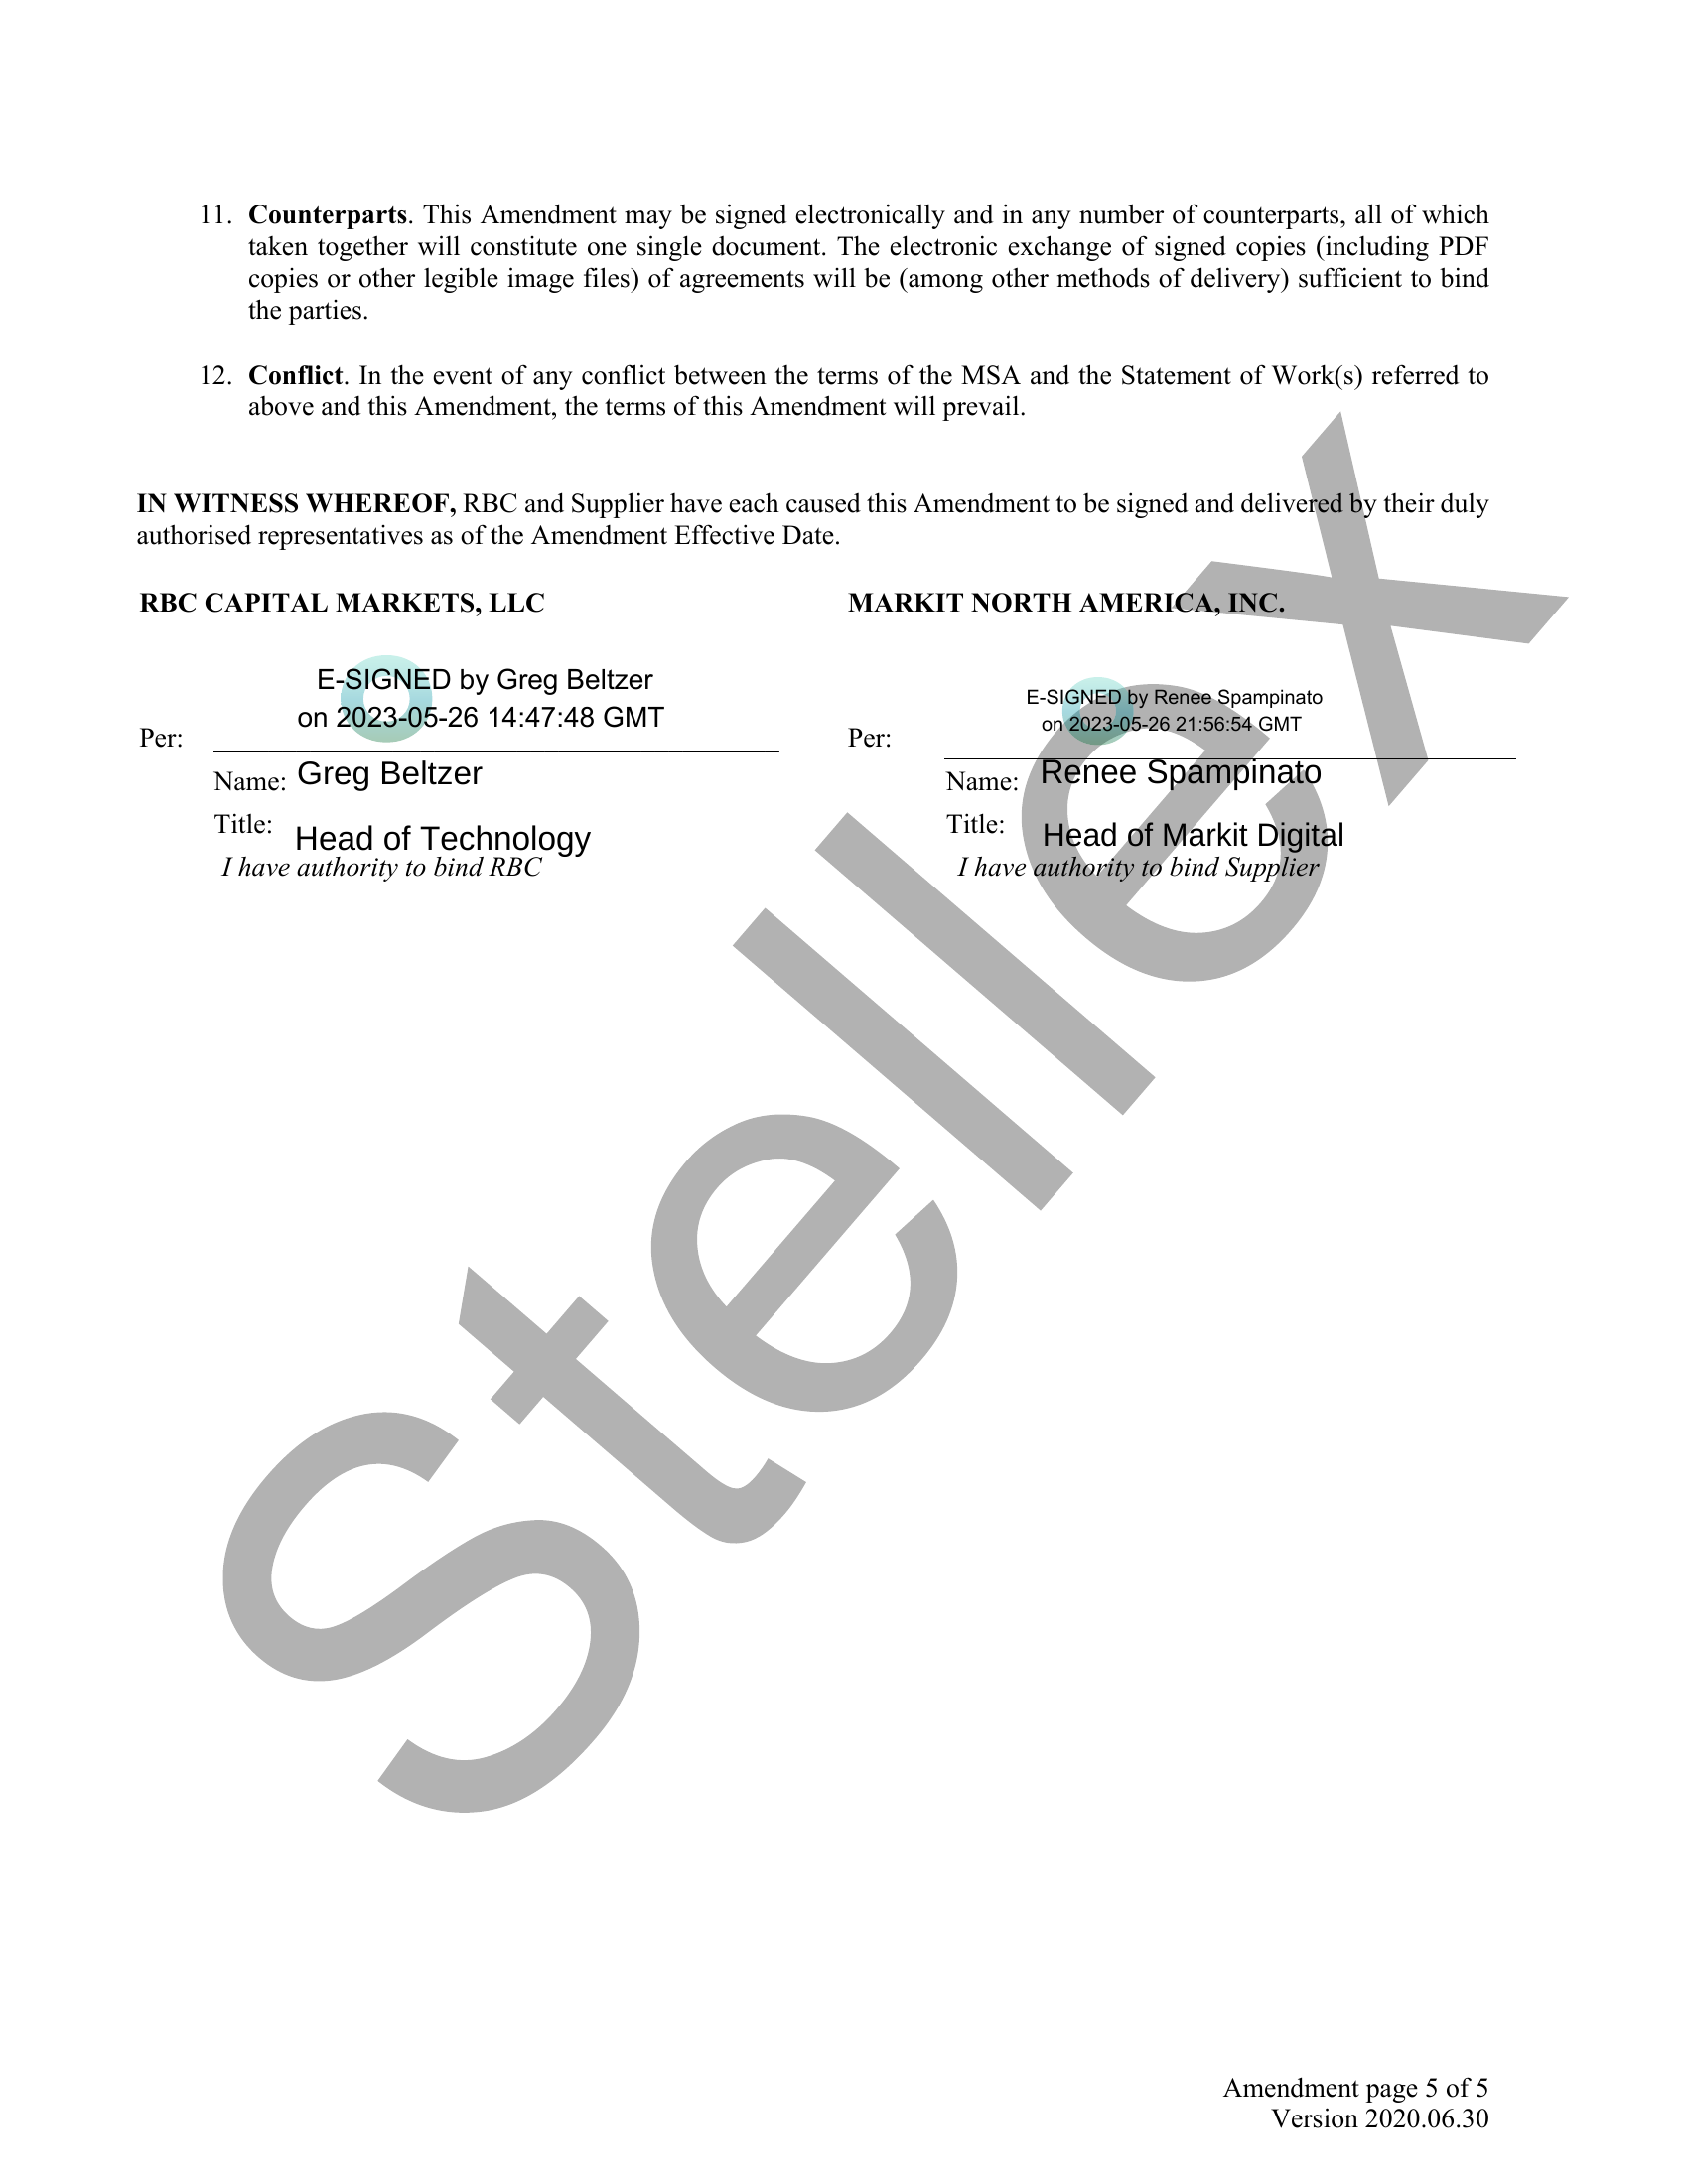 11. Counterparts. This Amendment may be signed electronically and in any number of counterparts, all of which
taken together will constitute one single document. The electronic exchange of signed copies (including PDF
copies or other legible image files) of agreements will be (among other methods of delivery) sufficient to bind
the parties.
12. Conflict. In the event of any conflict between the terms of the MSA and the Statement of Work(s) referred to
above and this Amendment, the terms of this Amendment will prevail.
IN WITNESS WHEREOF, RBC and Supplier have each caused this Amendment to be signed and delivered by their duly
authorised representatives as of the Amendment Effective Date.
RBC CAPITAL MARKETS, LLC
E-SIGNED by Greg Beltzer
on 2023-05-26 14:47:48 GMT
Per:
Name: Greg Beltzer
Title: Head of Technology
I have authority to bind RBC
MARKIT NORTH AMERICA, INC.
E-SIGNED by Renee Spampinato
on 2023-05-26 21:56:54 GMT
Per:
Name: Renee Spampinato
Title: Head of Markit Digital
I have authority to bind Supplier
Stellex
Amendment page 5 of 5
Version 2020.06.30